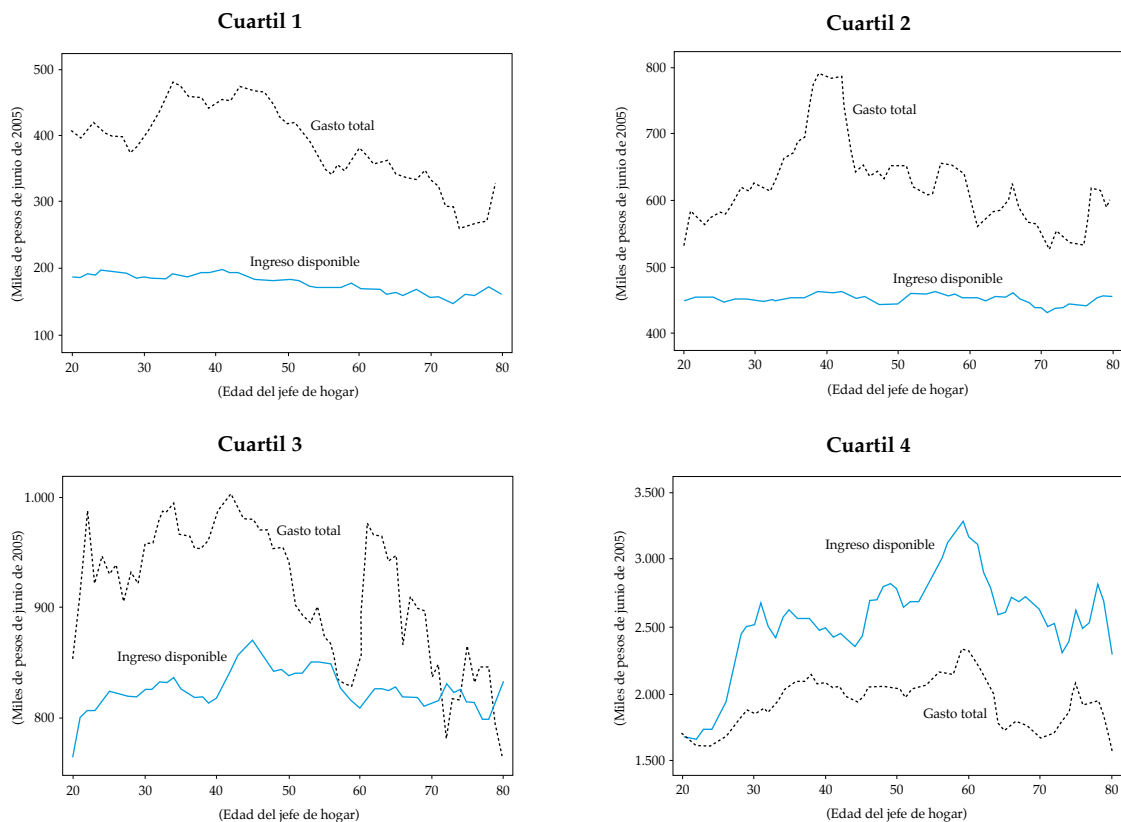 Cuartil 1
(Miles de pesos de junio de 2005)
500
400
300
200
100
Gasto total
Ingreso disponible
20 30 40 50 60 70 80
(Edad del jefe de hogar)
Cuartil 2
(Miles de pesos de junio de 2005)
800
700
600
500
400
Gasto total
Ingreso disponible
20 30 40 50 60 70 80
(Edad del jefe de hogar)
Cuartil 3
(Miles de pesos de junio de 2005)
1.000
900
800
Gasto total
Ingreso disponible
20 30 40 50 60 70 80
(Edad del jefe de hogar)
Cuartil 4
(Miles de pesos de junio de 2005)
3.500
3.000
2.500
2.000
1.500
Ingreso disponible
Gasto total
20 30 40 50 60 70 80
(Edad del jefe de hogar)